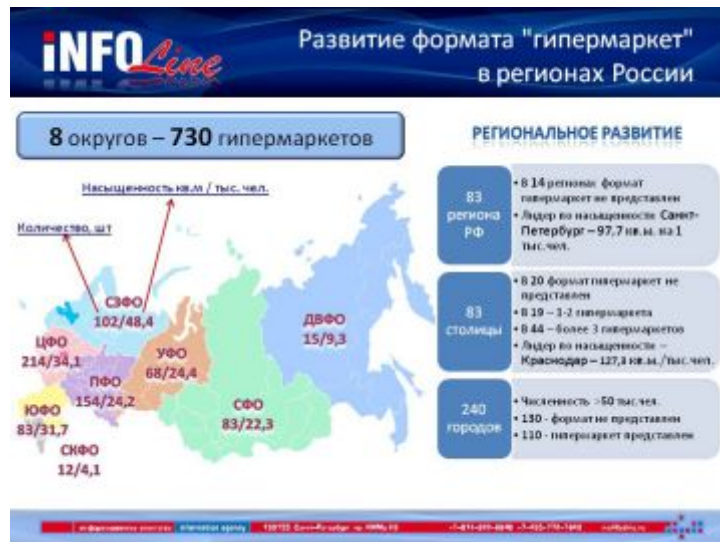 iNFOLine
Развитие формата "гипермаркет"
в регионах России
8 округов – 730 гипермаркетов
Насыщенность кв.м / тыс. чел.
Количество, шт
СЗФО
102/48,4
ЦФО
214/34,1
ПФО
154/24,2
УФО
68/24,4
ЮФО
83/31,7
СКФО
12/4,1
СФО
83/22,3
ДВФО
15/9,3
РЕГИОНАЛЬНОЕ РАЗВИТИЕ
83
региона
РФ
• В 14 регионах формат
гипермаркет не представлен
• Лидер по насыщенности Санкт-
Петербург – 97,7 кв.м. на 1
тыс. чел.
83
столицы
• В 20 формат гипермаркет не
представлен
• В 19 – 1-2 гипермаркета
• В 44 – более 3 гипермаркетов
• Лидер по насыщенности –
Краснодар – 127,3 кв.м./тыс. чел.
240
городов
• Численность >50 тыс. чел.
• 130 - формат не представлен
• 110 - гипермаркет представлен
информационное агентство information agency